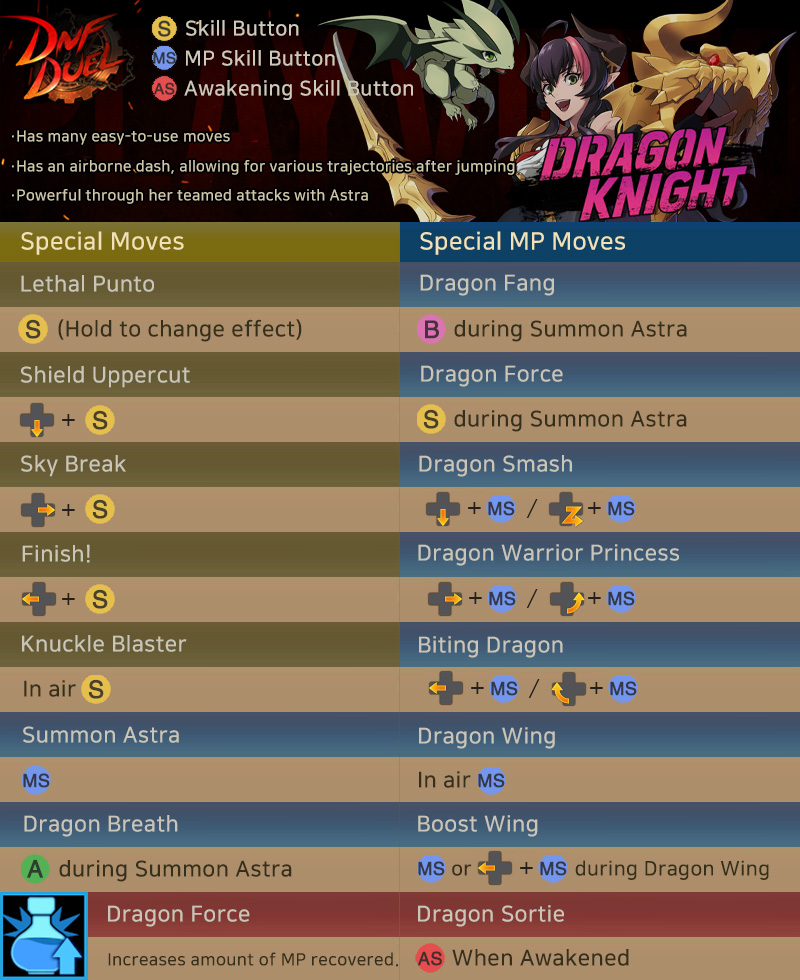 DNF
DUEL
S Skill Button
MS MP Skill Button
AS Awakening Skill Button
·Has many easy-to-use moves
·Has an airborne dash, allowing for various trajectories after jumping
·Powerful through her teamed attacks with Astra
DRAGON
KNIGHT
Special Moves
Lethal Punto
S (Hold to change effect)
Shield Uppercut
+ S
Sky Break
+ S
Finish!
+ S
Knuckle Blaster
In air S
Summon Astra
MS
Dragon Breath
A during Summon Astra
Special MP Moves
Dragon Fang
B during Summon Astra
Dragon Force
S during Summon Astra
Dragon Smash
+ MS / + MS
Dragon Warrior Princess
+ MS / + MS
Biting Dragon
+ MS / + MS
Dragon Wing
In air MS
Boost Wing
MS or + MS during Dragon Wing
Dragon Force
Increases amount of MP recovered.
Dragon Sortie
AS When Awakened